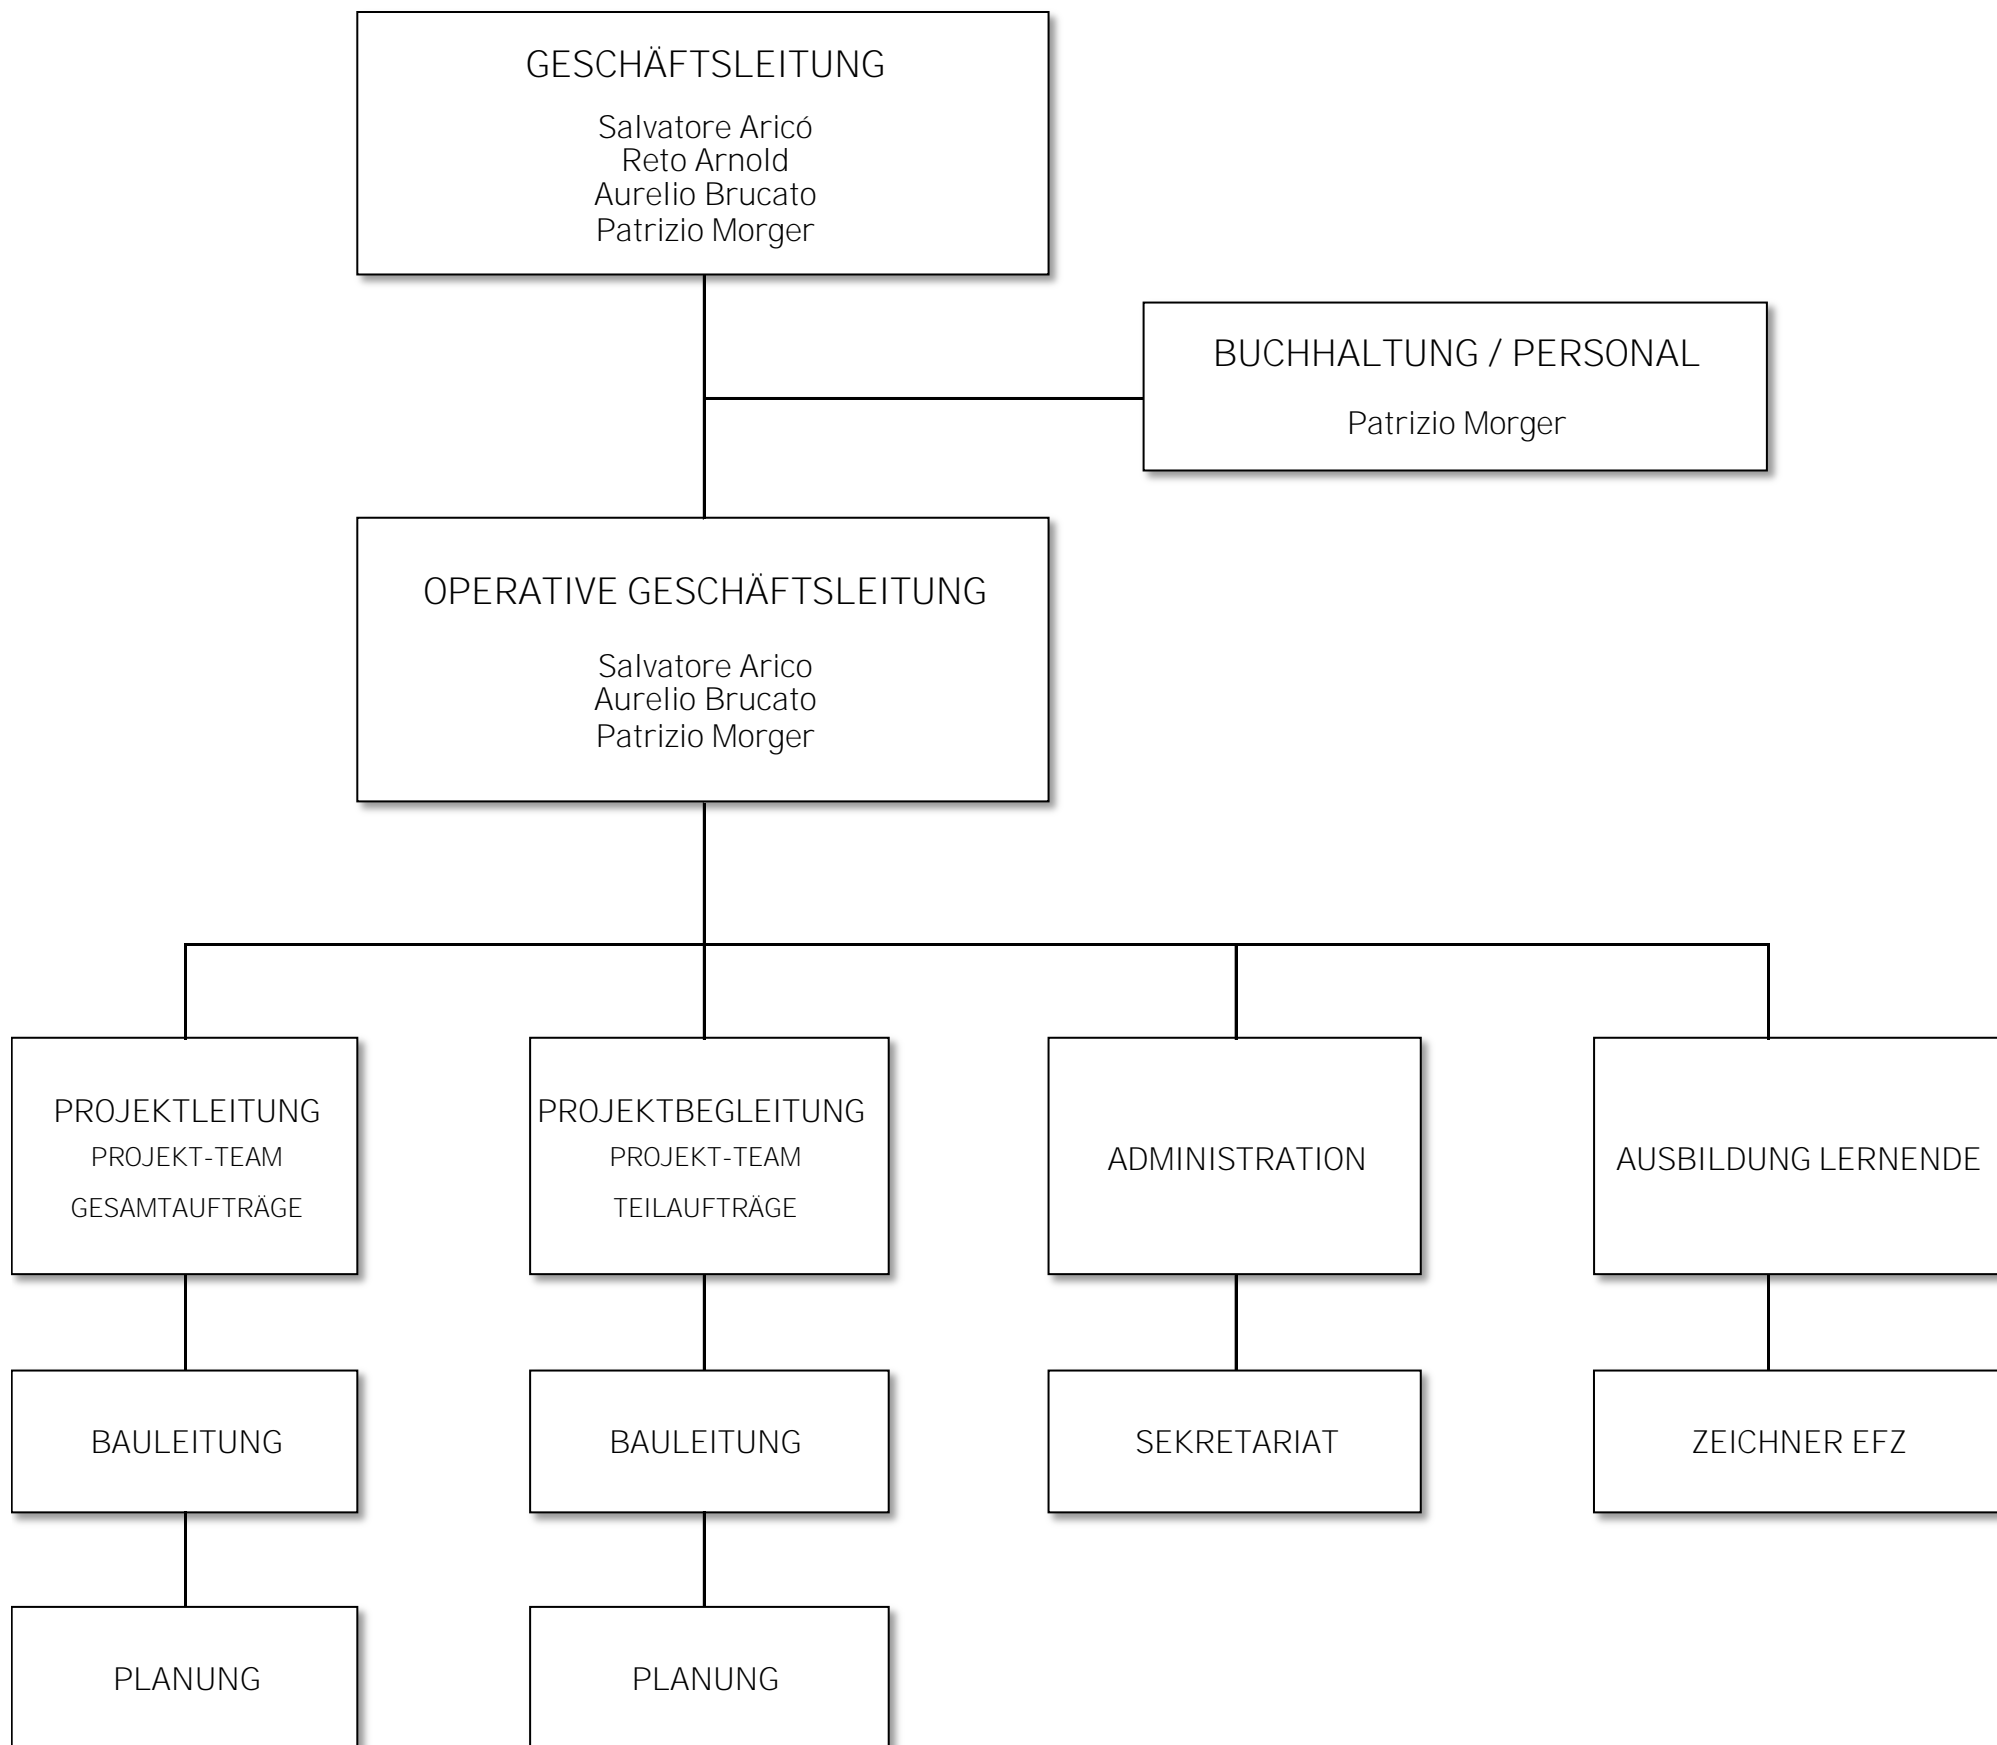 GESCHÄFTSLEITUNG
Salvatore Aricó
Reto Arnold
Aurelio Brucato
Patrizio Morger
BUCHHALTUNG / PERSONAL
Patrizio Morger
OPERATIVE GESCHÄFTSLEITUNG
Salvatore Arico
Aurelio Brucato
Patrizio Morger
PROJEKTLEITUNG
PROJEKT-TEAM
GESAMTAUFTRÄGE
PROJEKTBEGLEITUNG
PROJEKT-TEAM
TEILAUFTRÄGE
ADMINISTRATION
AUSBILDUNG LERNENDE
BAULEITUNG
BAULEITUNG
SEKRETARIAT
ZEICHNER EFZ
PLANUNG
PLANUNG